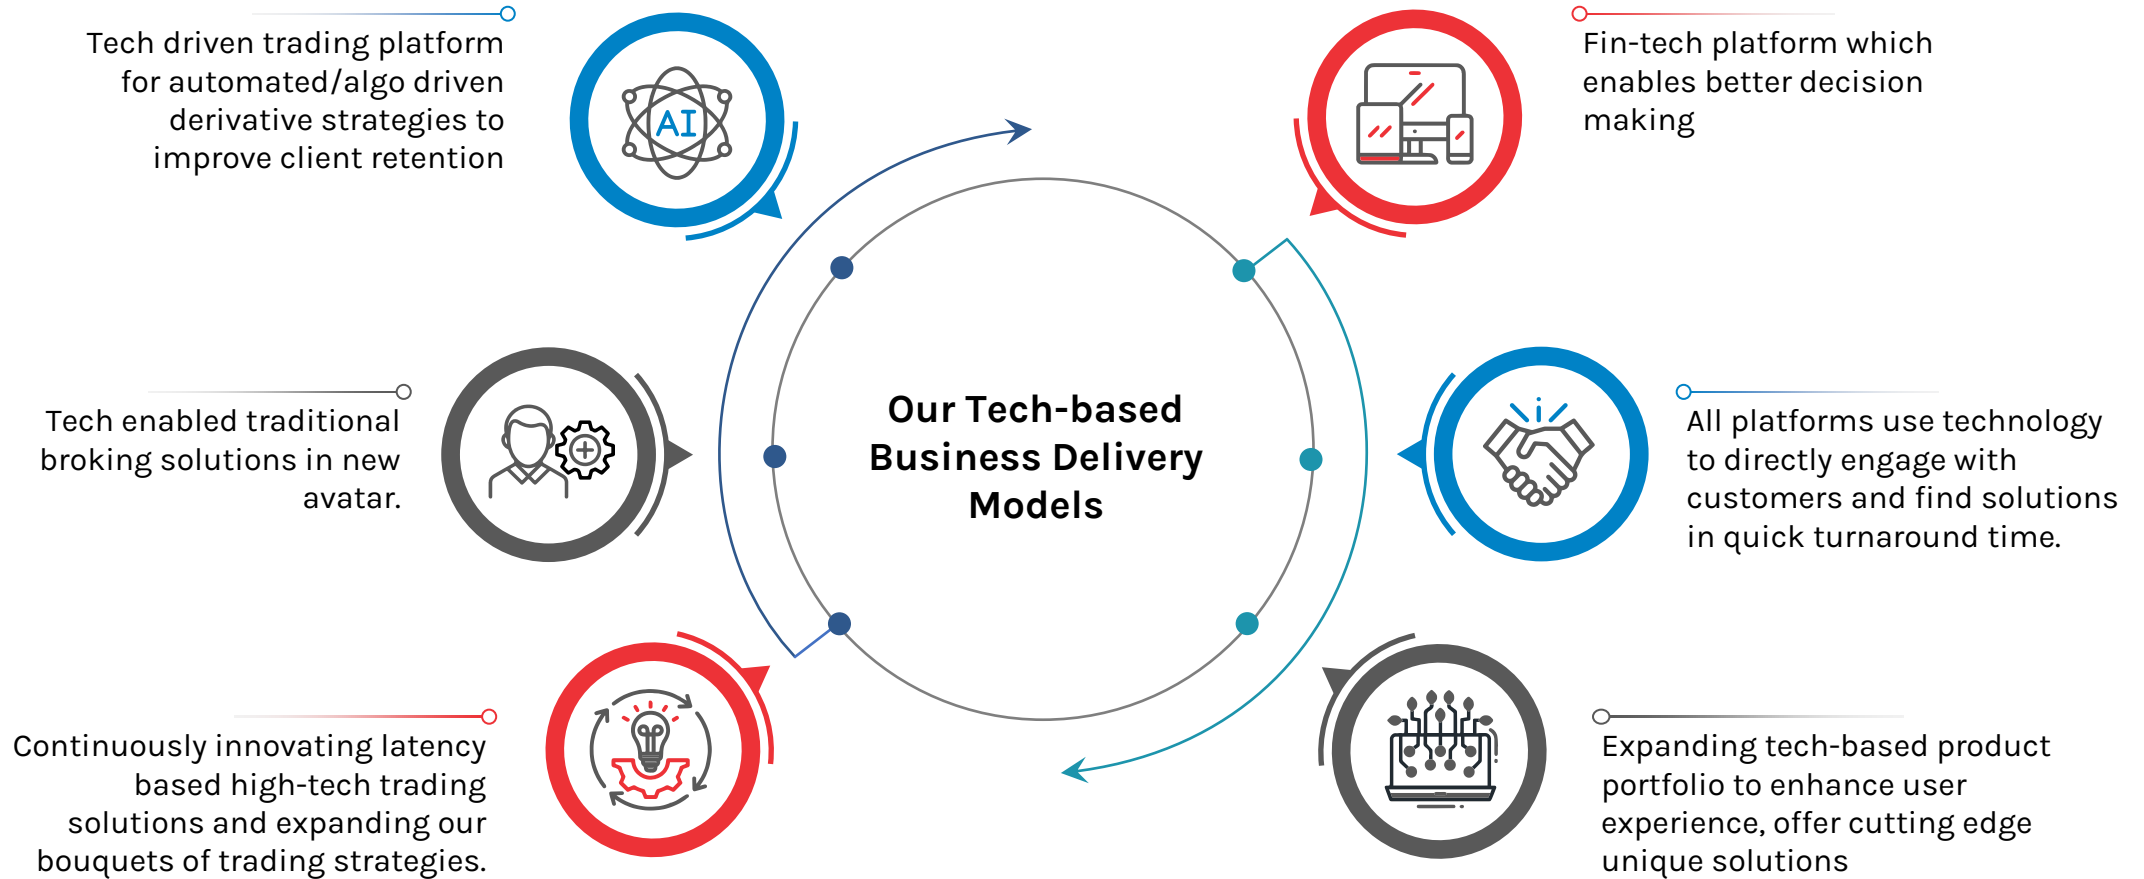 Tech driven trading platform
for automated/algo driven
derivative strategies to
improve client retention
AI
Fin-tech platform which
enables better decision
making
Tech enabled traditional
broking solutions in new
avatar.
Our Tech-based
Business Delivery
Models
All platforms use technology
to directly engage with
customers and find solutions
in quick turnaround time.
Continuously innovating latency
based high-tech trading
solutions and expanding our
bouquets of trading strategies.
Expanding tech-based product
portfolio to enhance user
experience, offer cutting edge
unique solutions